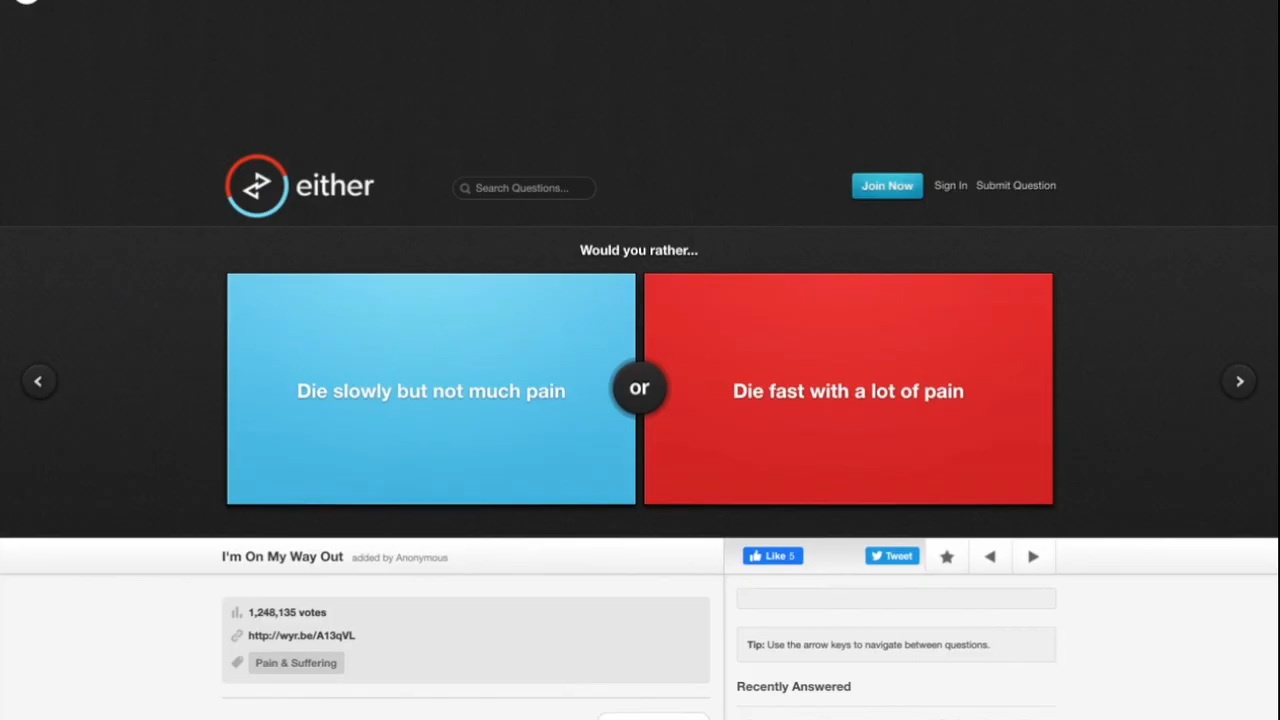 either
Search Questions...
Join Now
Sign In
Submit Question
Would you rather...
Die slowly but not much pain
or
Die fast with a lot of pain
I'm On My Way Out added by Anonymous
Like 5
Tweet
1,248,135 votes
http://wyr.be/A13qVL
Pain & Suffering
Tip: Use the arrow keys to navigate between questions.
Recently Answered